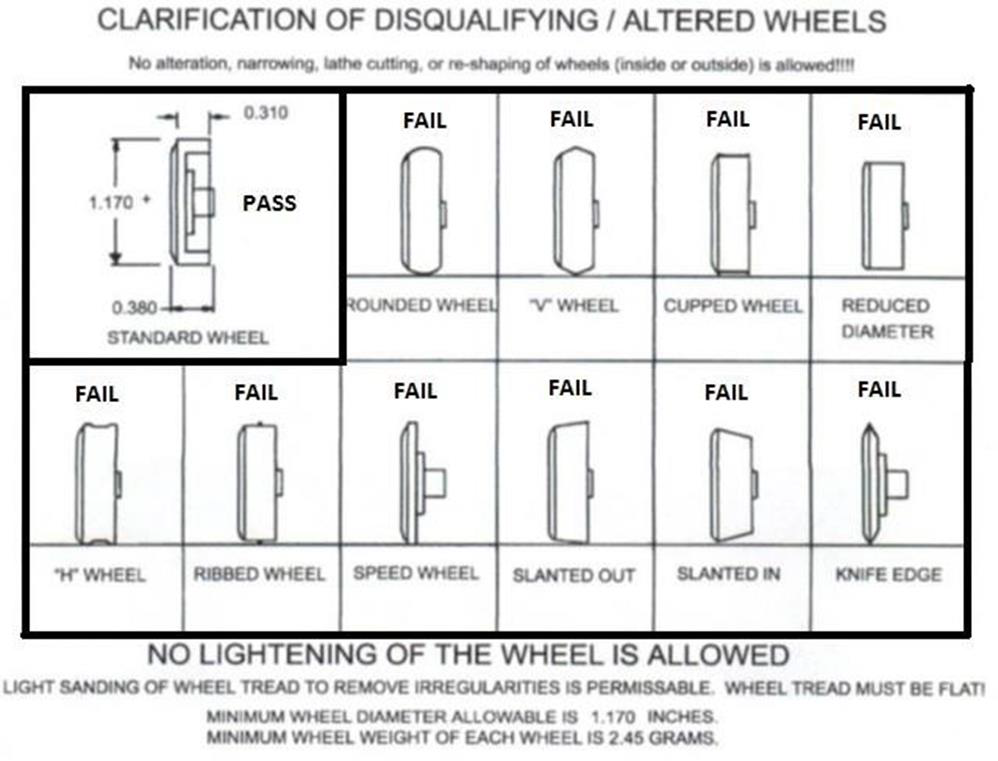 CLARIFICATION OF DISQUALIFYING / ALTERED WHEELS
No alteration, narrowing, lathe cutting, or re-shaping of wheels (inside or outside) is allowed!!!!
0.310
1.170 +
PASS
0.380
STANDARD WHEEL
FAIL
ROUNDED WHEEL
FAIL
"V" WHEEL
FAIL
CUPPED WHEEL
FAIL
REDUCED
DIAMETER
FAIL
"H" WHEEL
FAIL
RIBBED WHEEL
FAIL
SPEED WHEEL
FAIL
SLANTED OUT
FAIL
SLANTED IN
FAIL
KNIFE EDGE
NO LIGHTENING OF THE WHEEL IS ALLOWED
LIGHT SANDING OF WHEEL TREAD TO REMOVE IRREGULARITIES IS PERMISSABLE. WHEEL TREAD MUST BE FLAT!
MINIMUM WHEEL DIAMETER ALLOWABLE IS 1.170 INCHES.
MINIMUM WHEEL WEIGHT OF EACH WHEEL IS 2.45 GRAMS.